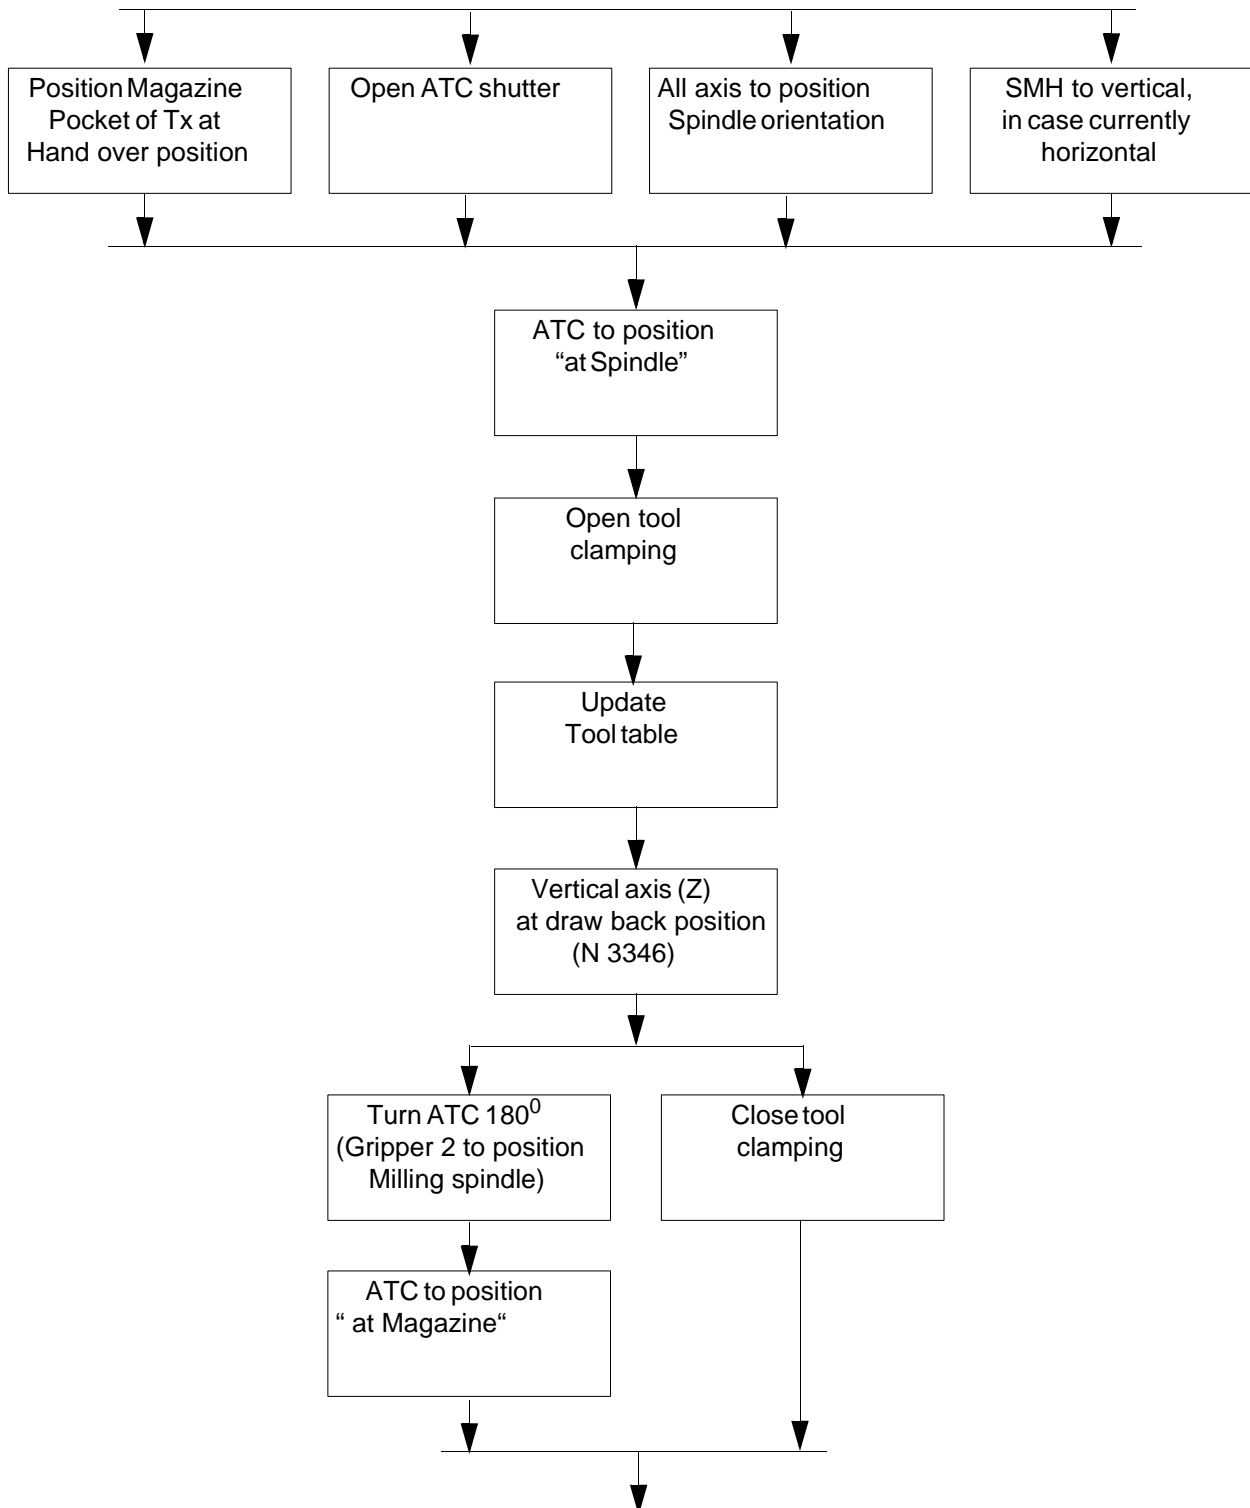 Position Magazine
Pocket of Tx at
Hand over position
Open ATC shutter
All axis to position
Spindle orientation
SMH to vertical,
in case currently
horizontal
ATC to position
“at Spindle”
Open tool
clamping
Update
Tool table
Vertical axis (Z)
at draw back position
(N 3346)
Turn ATC 180⁰
(Gripper 2 to position
Milling spindle)
Close tool
clamping
ATC to position
“ at Magazine“